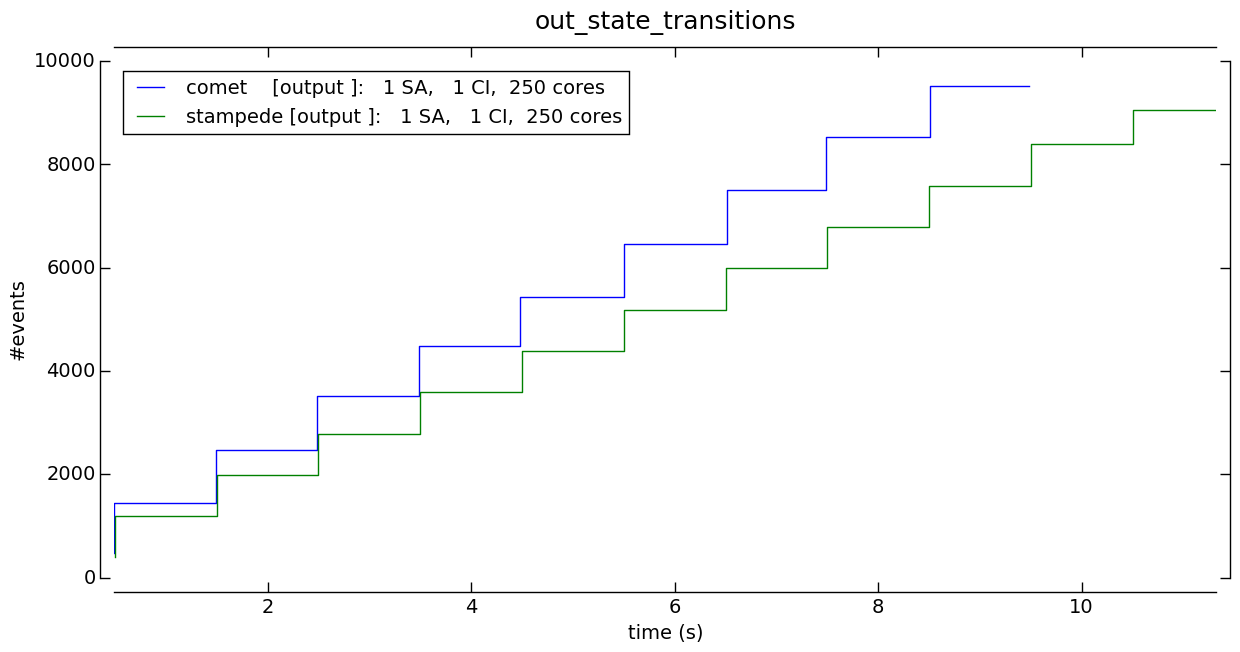 out_state_transitions
10000
8000
6000
4000
2000
0
#events
comet    [output ]:   1 SA,   1 CI,  250 cores
stampede [output ]:   1 SA,   1 CI,  250 cores
2 4 6 8 10
time (s)